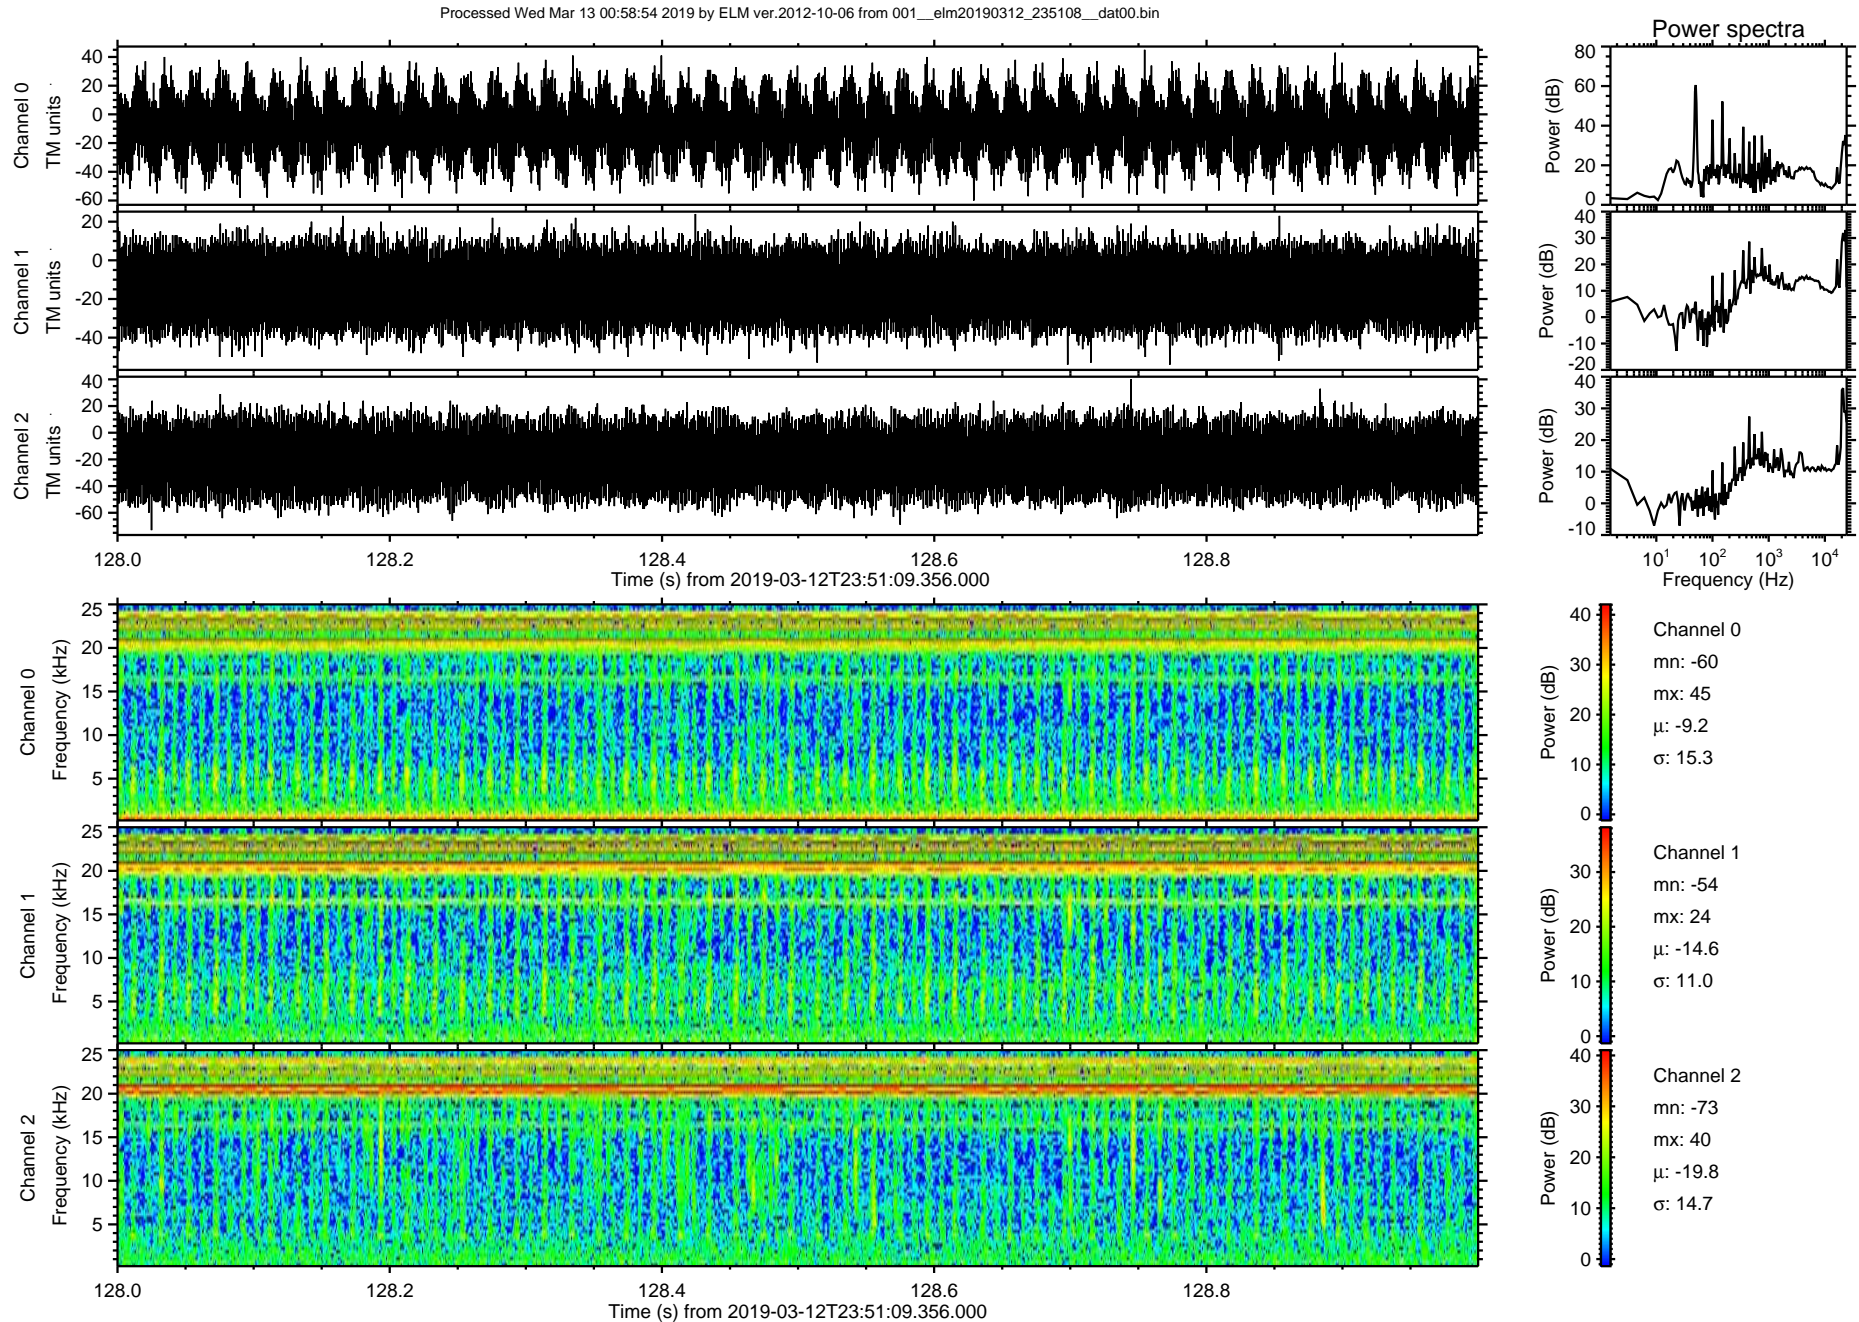 Processed Wed Mar 13 00:58:54 2019 by ELM ver.2012-10-06 from 001__elm20190312_235108__dat00.bin
Power spectra
Channel 0
TM units
40
20
0
-20
-40
-60
Power (dB)
80
60
40
20
0
Channel 1
TM units
20
0
-20
-40
Power (dB)
40
30
20
10
0
-10
-20
Channel 2
TM units
40
20
0
-20
-40
-60
Power (dB)
40
30
20
10
0
-10
128.0 128.2 128.4 128.6 128.8
Time (s) from 2019-03-12T23:51:09.356.000
10^1 10^2 10^3 10^4
Frequency (Hz)
Channel 0
Frequency (kHz)
25
20
15
10
5
Power (dB)
40
30
20
10
0
Channel 0
mn: -60
mx: 45
μ: -9.2
σ: 15.3
Channel 1
Frequency (kHz)
25
20
15
10
5
Power (dB)
30
20
10
0
Channel 1
mn: -54
mx: 24
μ: -14.6
σ: 11.0
Channel 2
Frequency (kHz)
25
20
15
10
5
Power (dB)
40
30
20
10
0
Channel 2
mn: -73
mx: 40
μ: -19.8
σ: 14.7
128.0 128.2 128.4 128.6 128.8
Time (s) from 2019-03-12T23:51:09.356.000